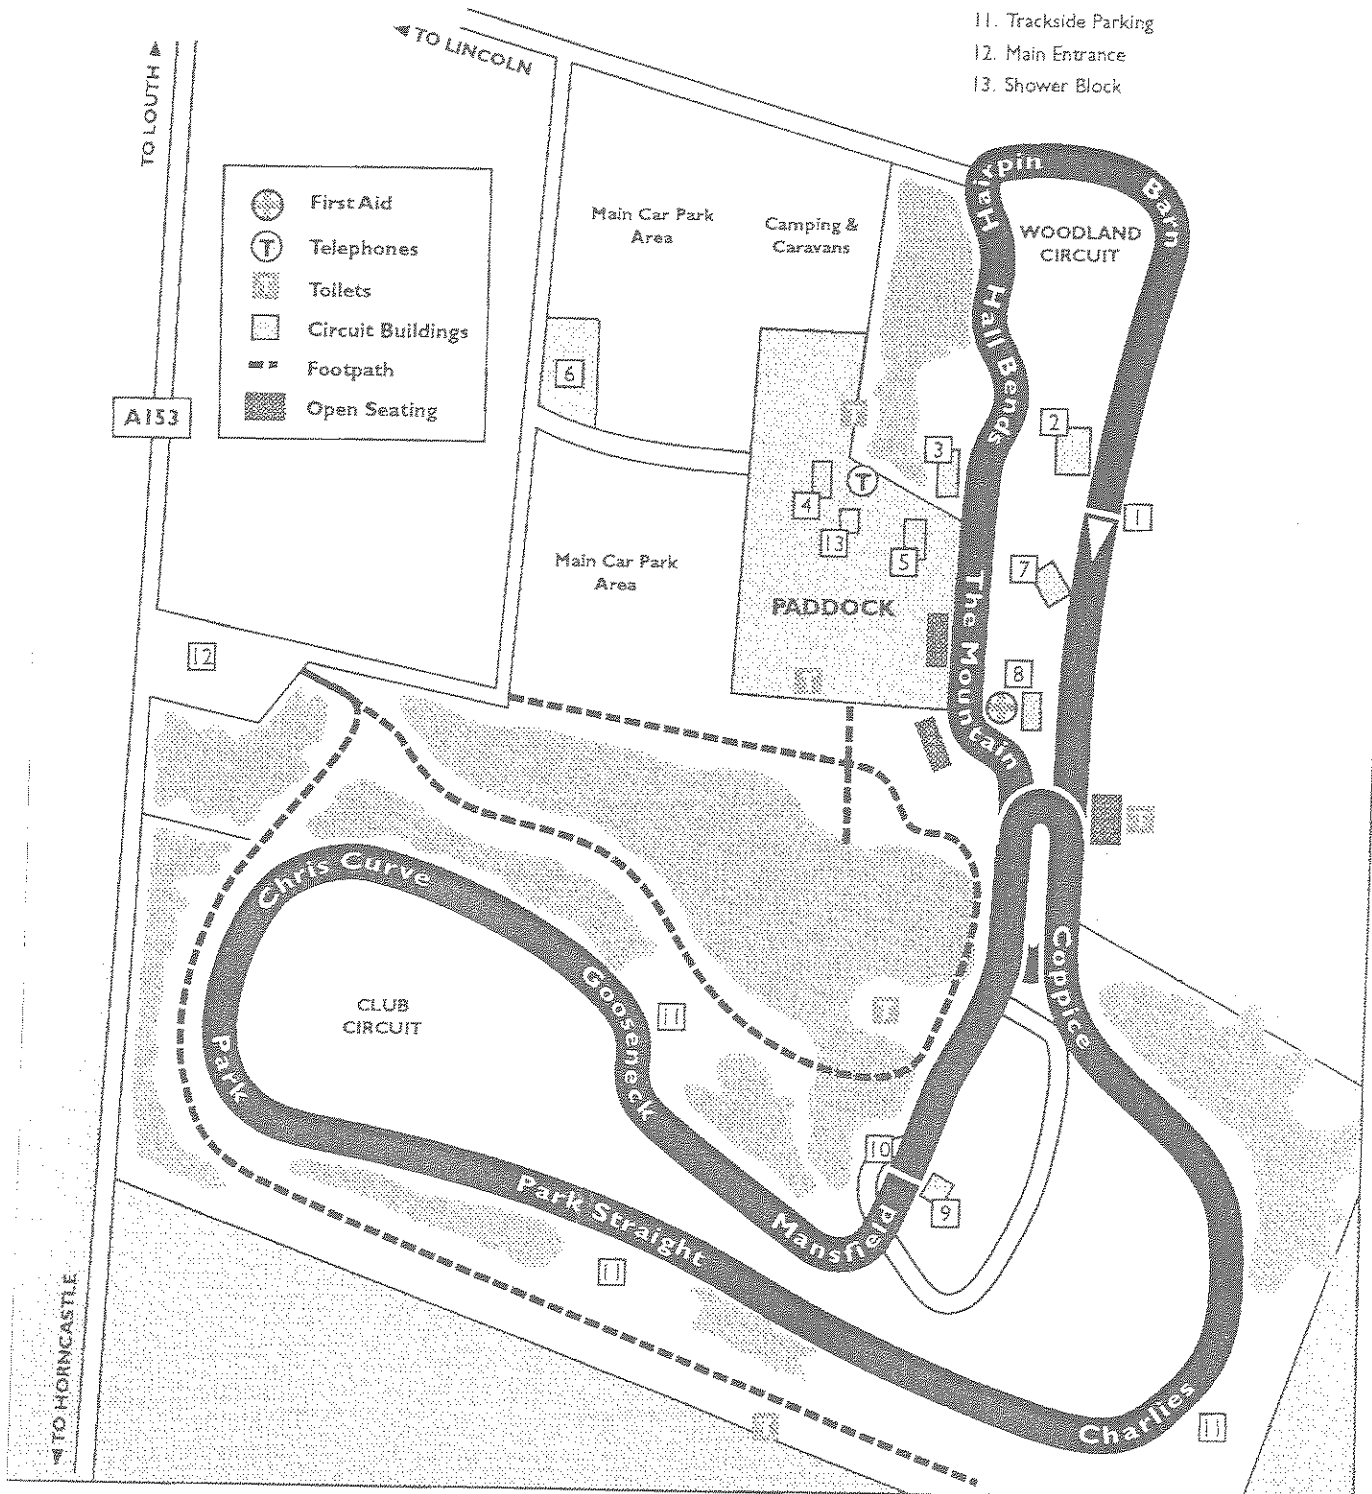 11. Trackside Parking
12. Main Entrance
13. Shower Block
TO LINCOLN
TO LOUTH
First Aid
T Telephones
Toilets
Circuit Buildings
Footpath
Open Seating
A153
Main Car Park
Area
Camping &
Caravans
6
Hairpin
Barn
WOODLAND
CIRCUIT
Hall Bends
2
3
T
4
13
5
1
7
Main Car Park
Area
PADDOCK
The Mountain
8
12
Chris Curve
CLUB
CIRCUIT
Gooseneck
11
Coppice
Park
10
9
Park Straight
Mansfield
11
Charlies
11
TO HORNCASTLE